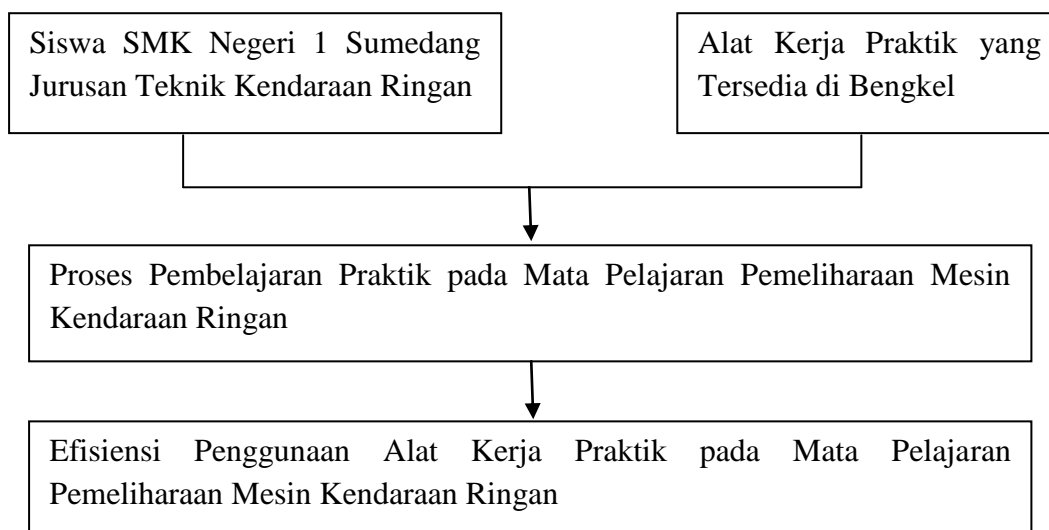 Siswa SMK Negeri 1 Sumedang
Jurusan Teknik Kendaraan Ringan
Alat Kerja Praktik yang
Tersedia di Bengkel
Proses Pembelajaran Praktik pada Mata Pelajaran Pemeliharaan Mesin
Kendaraan Ringan
Efisiensi Penggunaan Alat Kerja Praktik pada Mata Pelajaran
Pemeliharaan Mesin Kendaraan Ringan